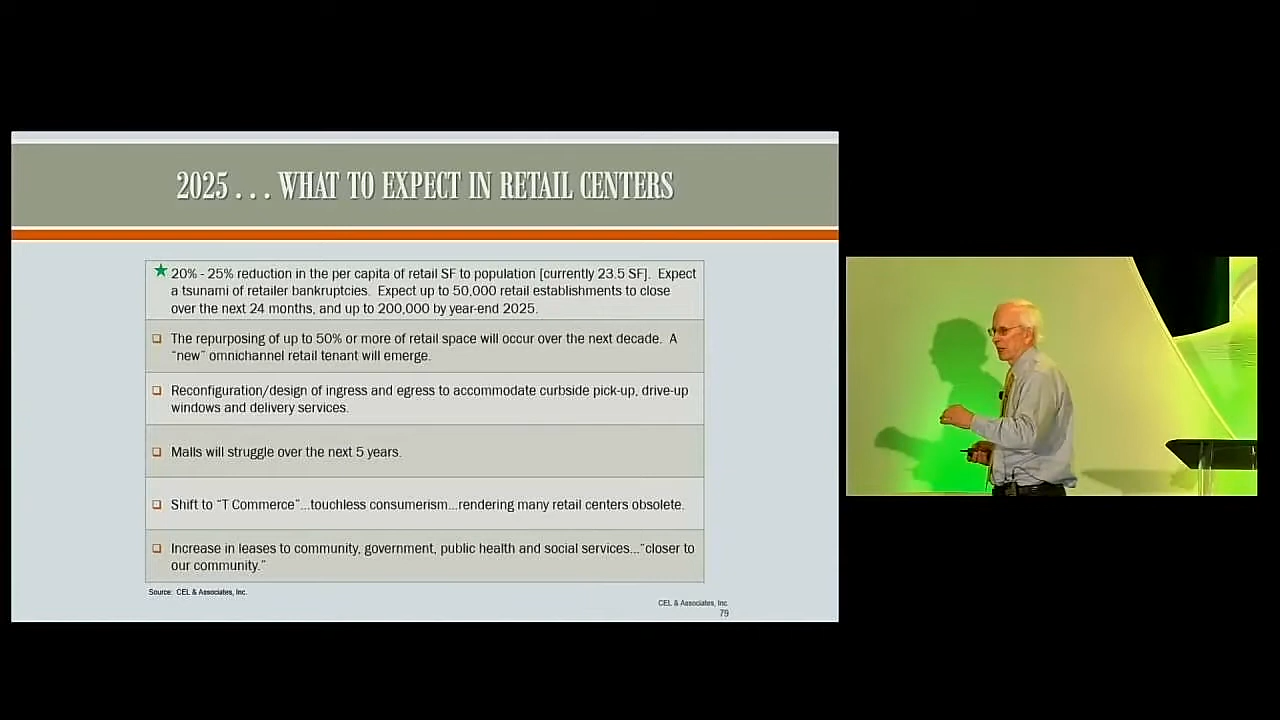 2025 . . . WHAT TO EXPECT IN RETAIL CENTERS
★ 20% - 25% reduction in the per capita of retail SF to population [currently 23.5 SF]. Expect
a tsunami of retailer bankruptcies. Expect up to 50,000 retail establishments to close
over the next 24 months, and up to 200,000 by year-end 2025.
❑ The repurposing of up to 50% or more of retail space will occur over the next decade. A
“new” omnichannel retail tenant will emerge.
❑ Reconfiguration/design of ingress and egress to accommodate curbside pick-up, drive-up
windows and delivery services.
❑ Malls will struggle over the next 5 years.
❑ Shift to “T Commerce”...touchless consumerism...rendering many retail centers obsolete.
❑ Increase in leases to community, government, public health and social services...“closer to
our community.”
Source: CEL & Associates, Inc.
CEL & Associates, Inc.
79